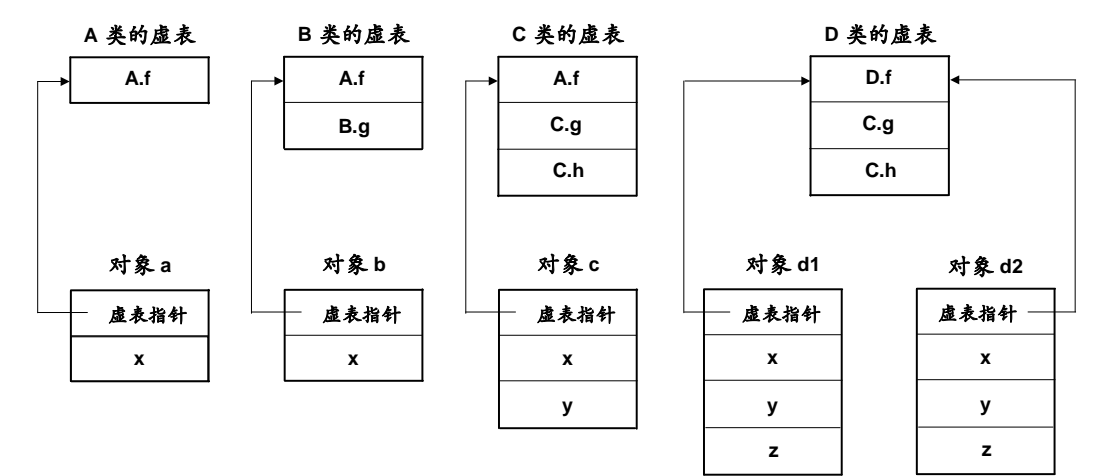 A 类的虚表
B 类的虚表
C 类的虚表
D 类的虚表
A.f
A.f
B.g
A.f
C.g
C.h
D.f
C.g
C.h
对象 a
对象 b
对象 c
对象 d1
对象 d2
虚表指针
x
虚表指针
x
虚表指针
x
y
虚表指针
x
y
z
虚表指针
x
y
z